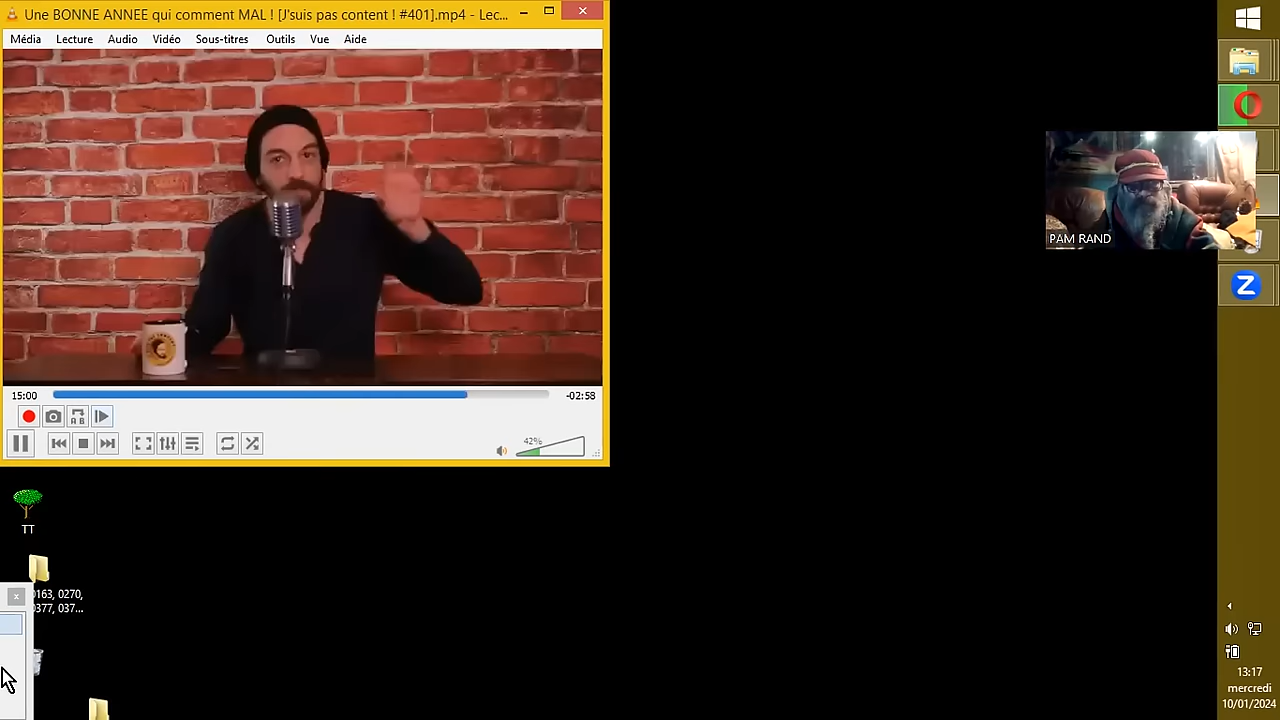 Une BONNE ANNEE qui comment MAL ! [J'suis pas content ! #401].mp4 - Lec...
Média Lecture Audio Vidéo Sous-titres Outils Vue Aide
PAM RAND
15:00
-02:58
42%
TT
0163, 0270,
0377, 037...
13:17
mercredi
10/01/2024